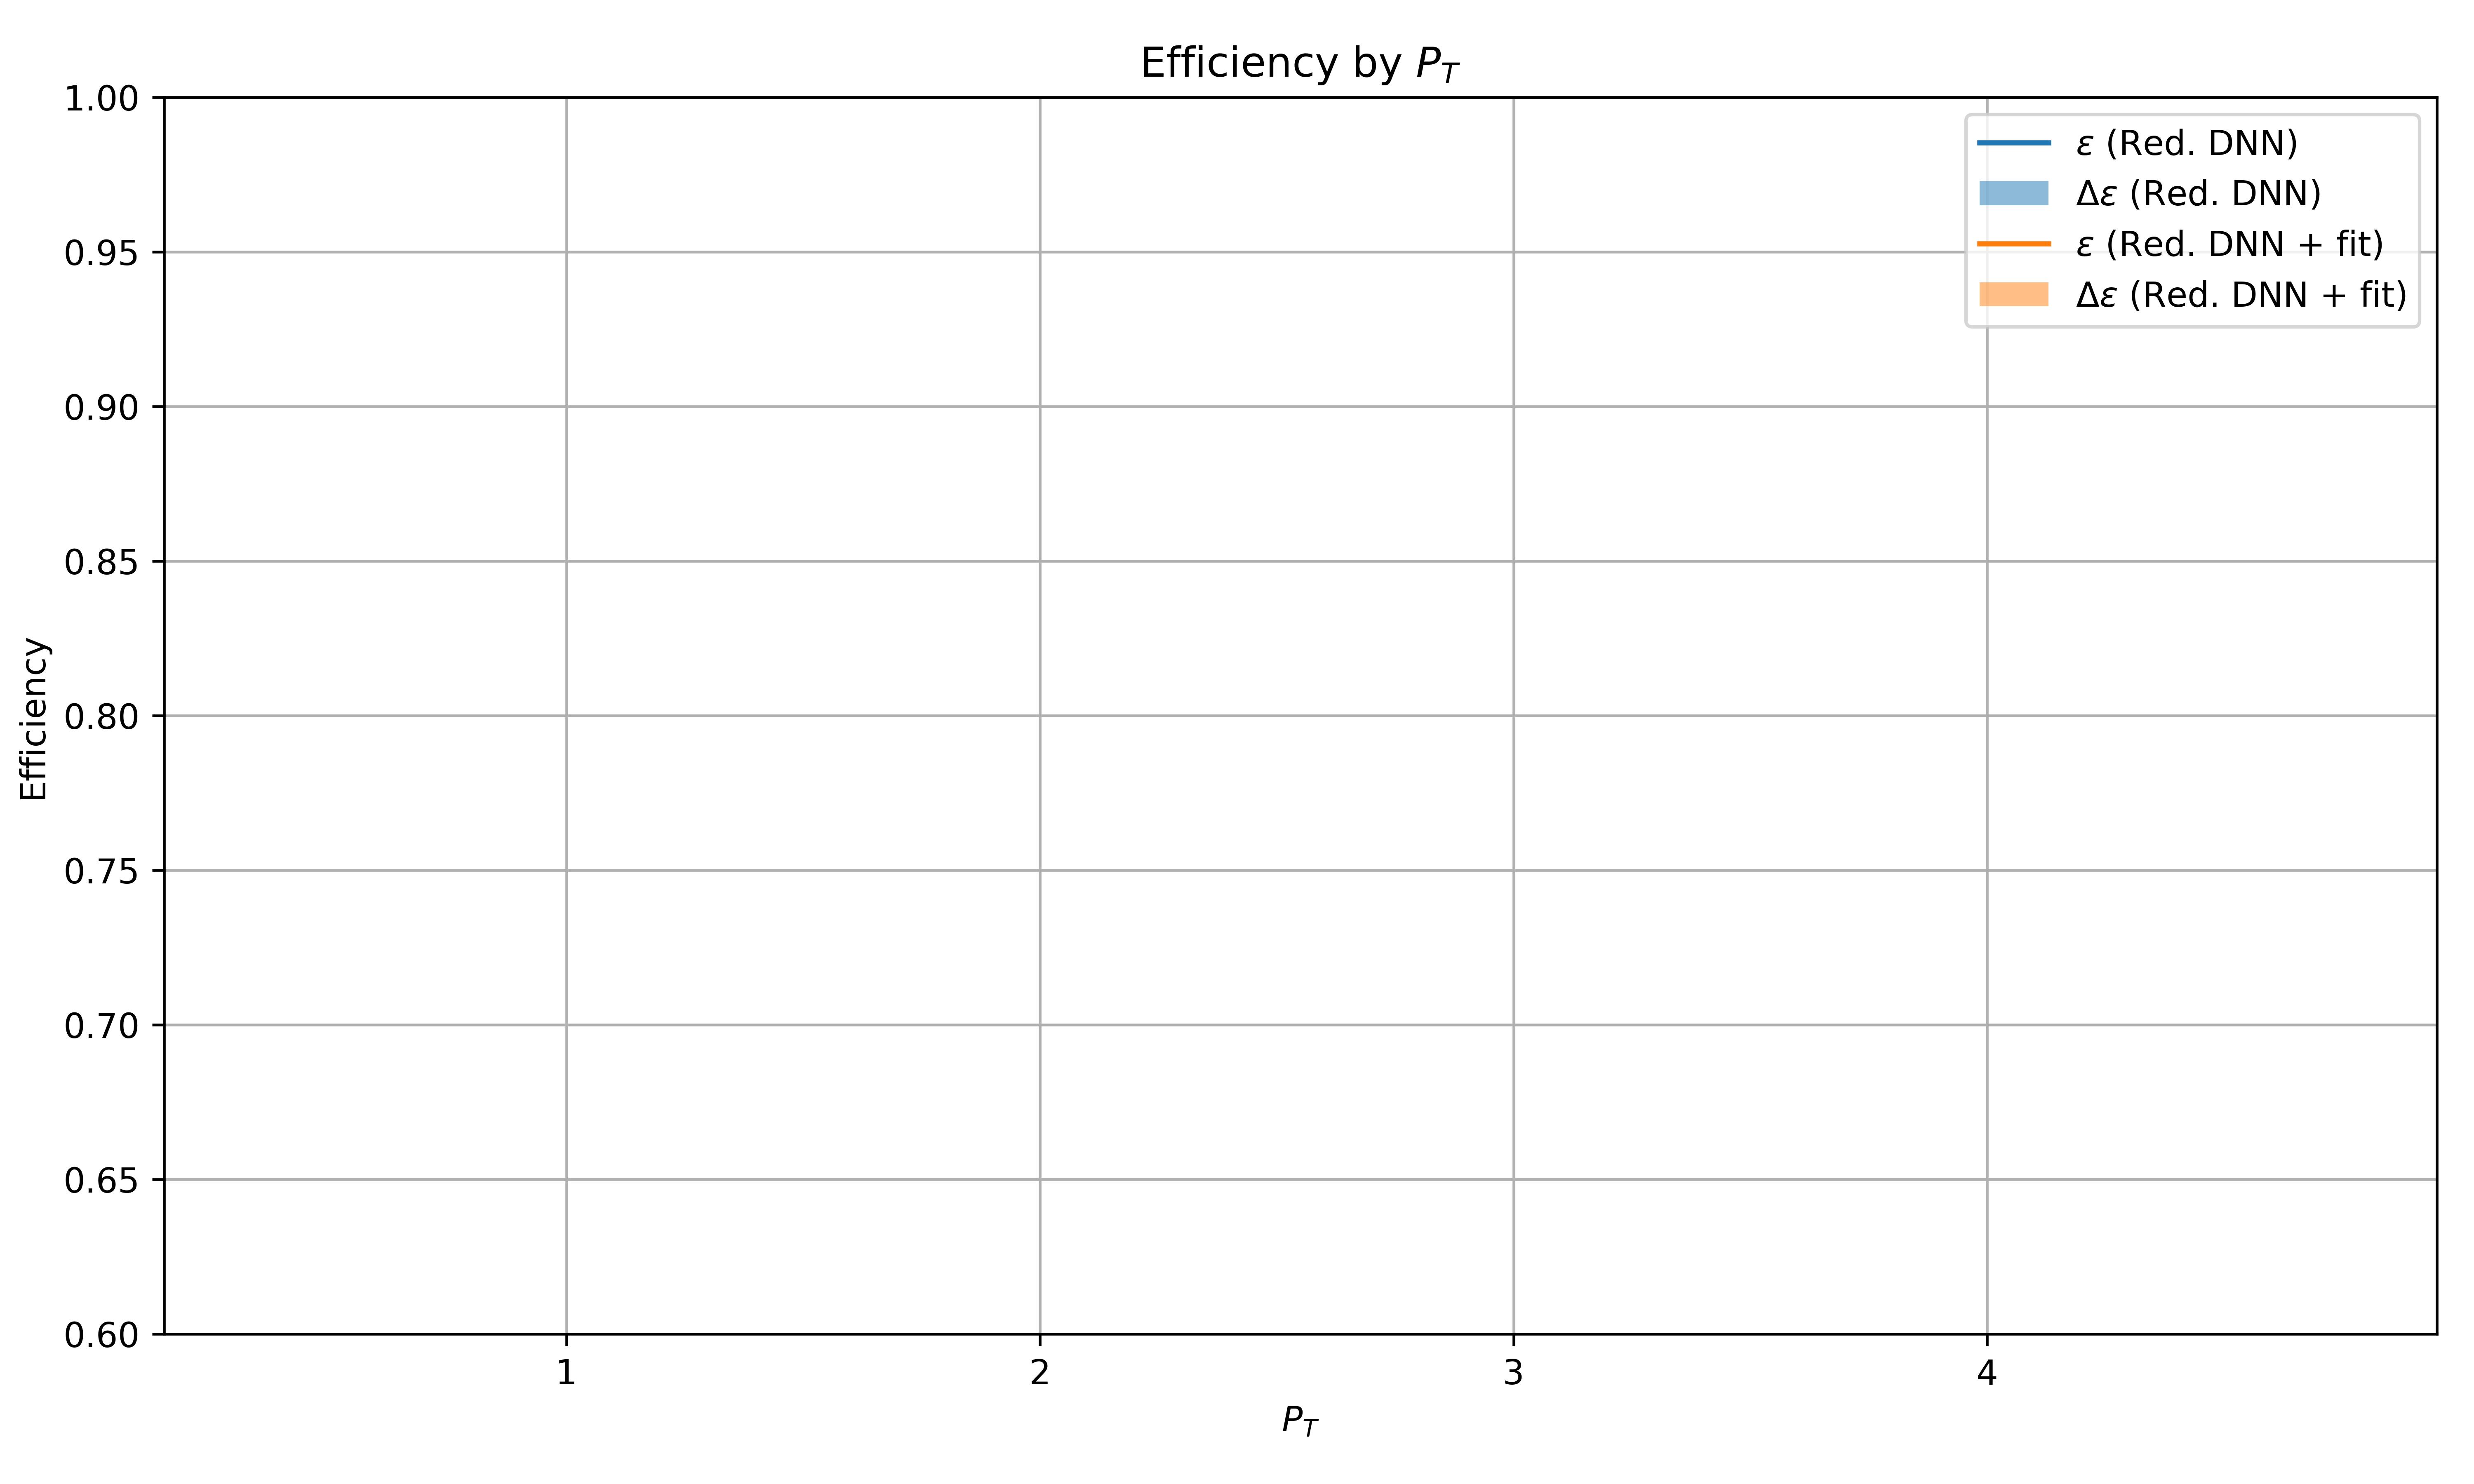 Efficiency by P_T
1.00
0.95
0.90
0.85
0.80
0.75
0.70
0.65
0.60
Efficiency
ε (Red. DNN)
Δε (Red. DNN)
ε (Red. DNN + fit)
Δε (Red. DNN + fit)
1 2 3 4
P_T